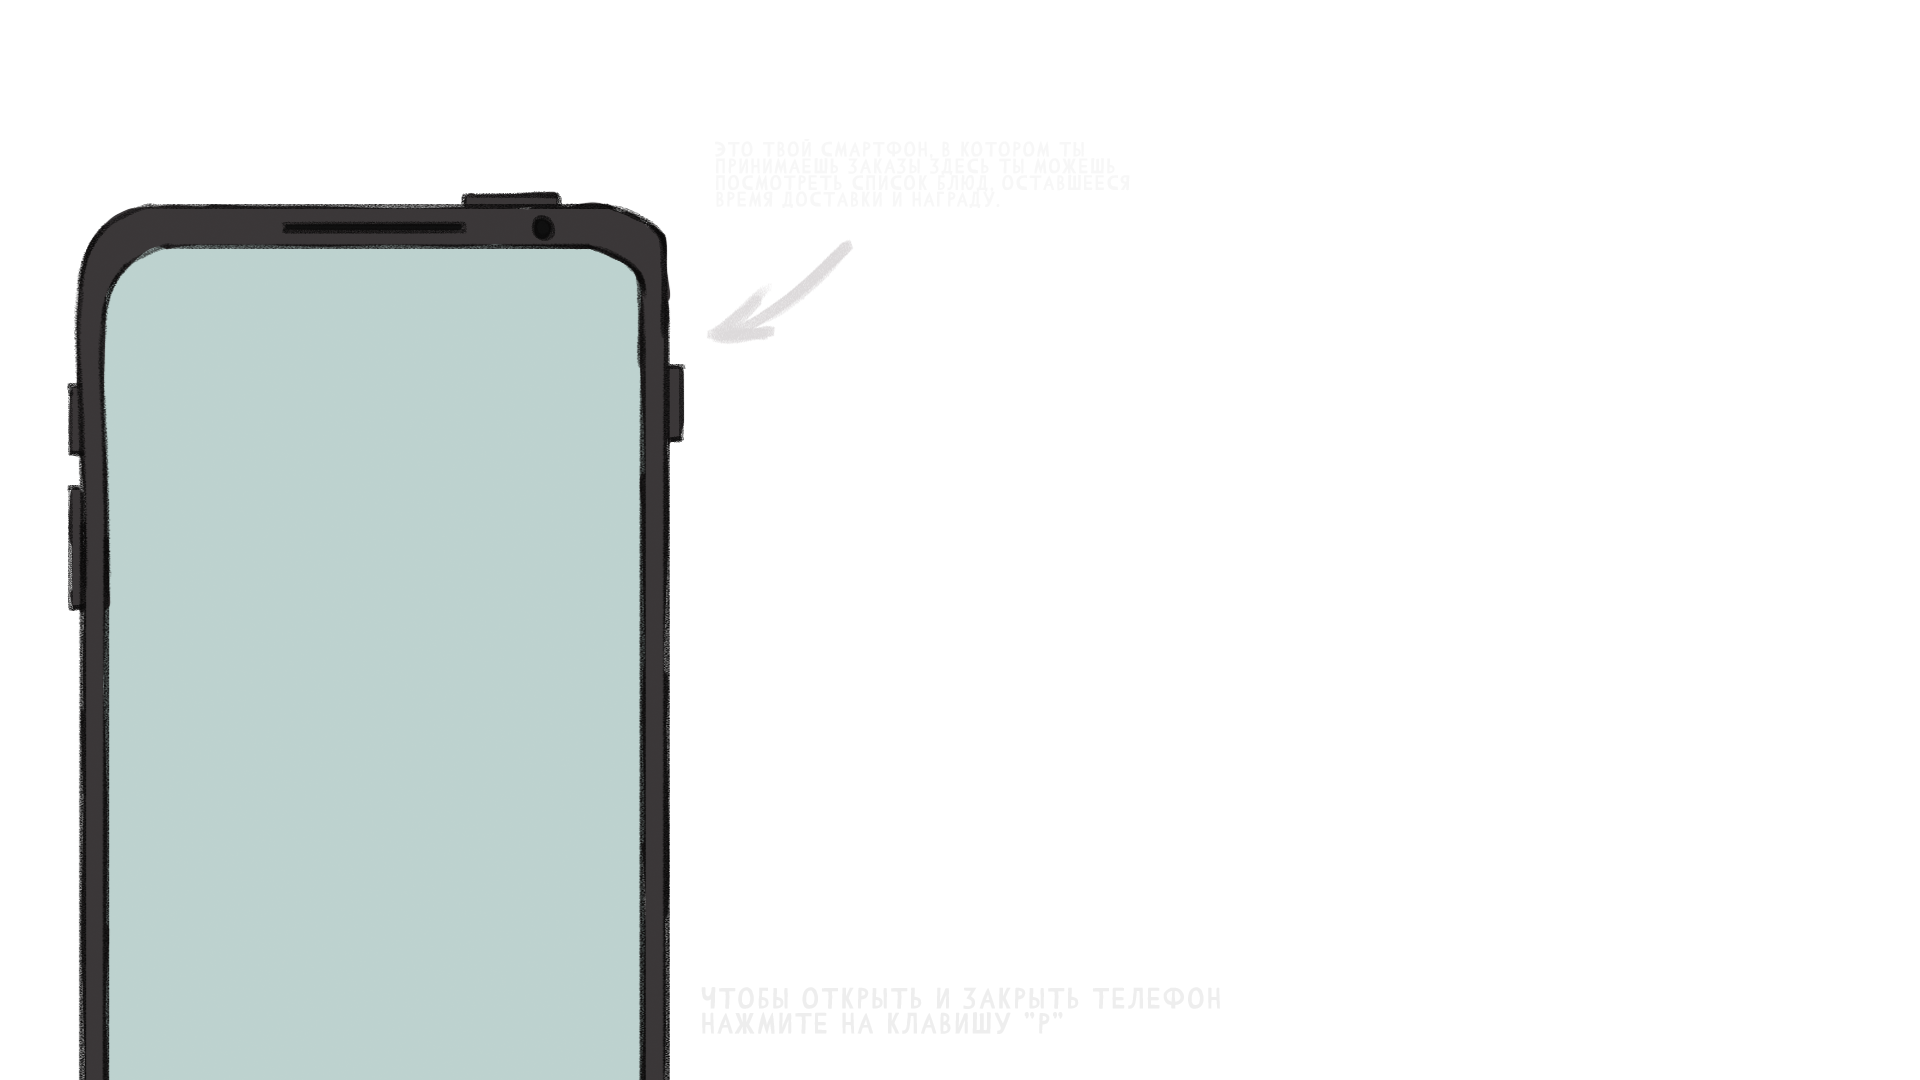 ЭТО ТВОЙ СМАРТФОН, В КОТОРОМ ТЫ
ПРИНИМАЕШЬ ЗАКАЗЫ ЗДЕСЬ ТЫ МОЖЕШЬ
ПОСМОТРЕТЬ СПИСОК БЛЮД, ОСТАВШЕЕСЯ
ВРЕМЯ ДОСТАВКИ И НАГРАДУ.
ЧТОБЫ ОТКРЫТЬ И ЗАКРЫТЬ ТЕЛЕФОН
НАЖМИТЕ НА КЛАВИШУ "P"